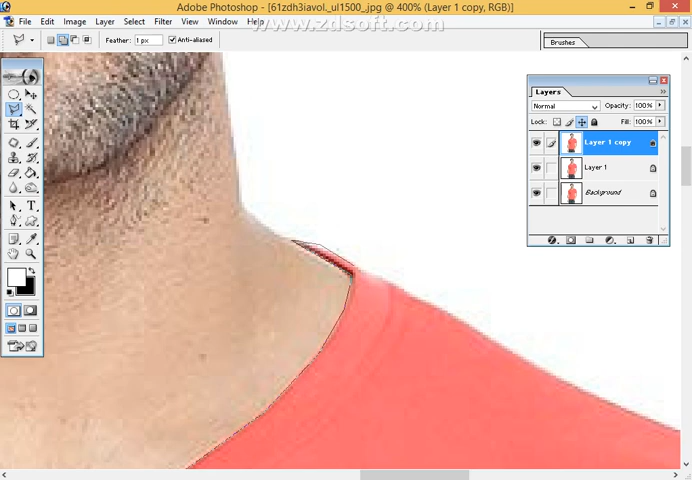 Adobe Photoshop - [61zdh3iavol._ul1500_.jpg @ 400% (Layer 1 copy, RGB)]
File Edit Image Layer Select Filter View Window Help
www.zdsoft.com
Feather: 1 px Anti-aliased
Brushes
Layers
Normal Opacity: 100%
Lock: Fill: 100%
Layer 1 copy
Layer 1
Background